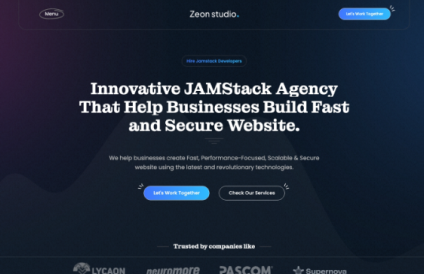 Menu
Zeon studio.
Let's Work Together
Hire Jamstack Developers
Innovative JAMStack Agency
That Help Businesses Build Fast
and Secure Website.
We help businesses create Fast, Performance-Focused, Scalable & Secure
website using the latest and revolutionary technologies.
Let's Work Together
Check Our Services
Trusted by companies like
LYCAON
neuromore
PASCOM
Supernova